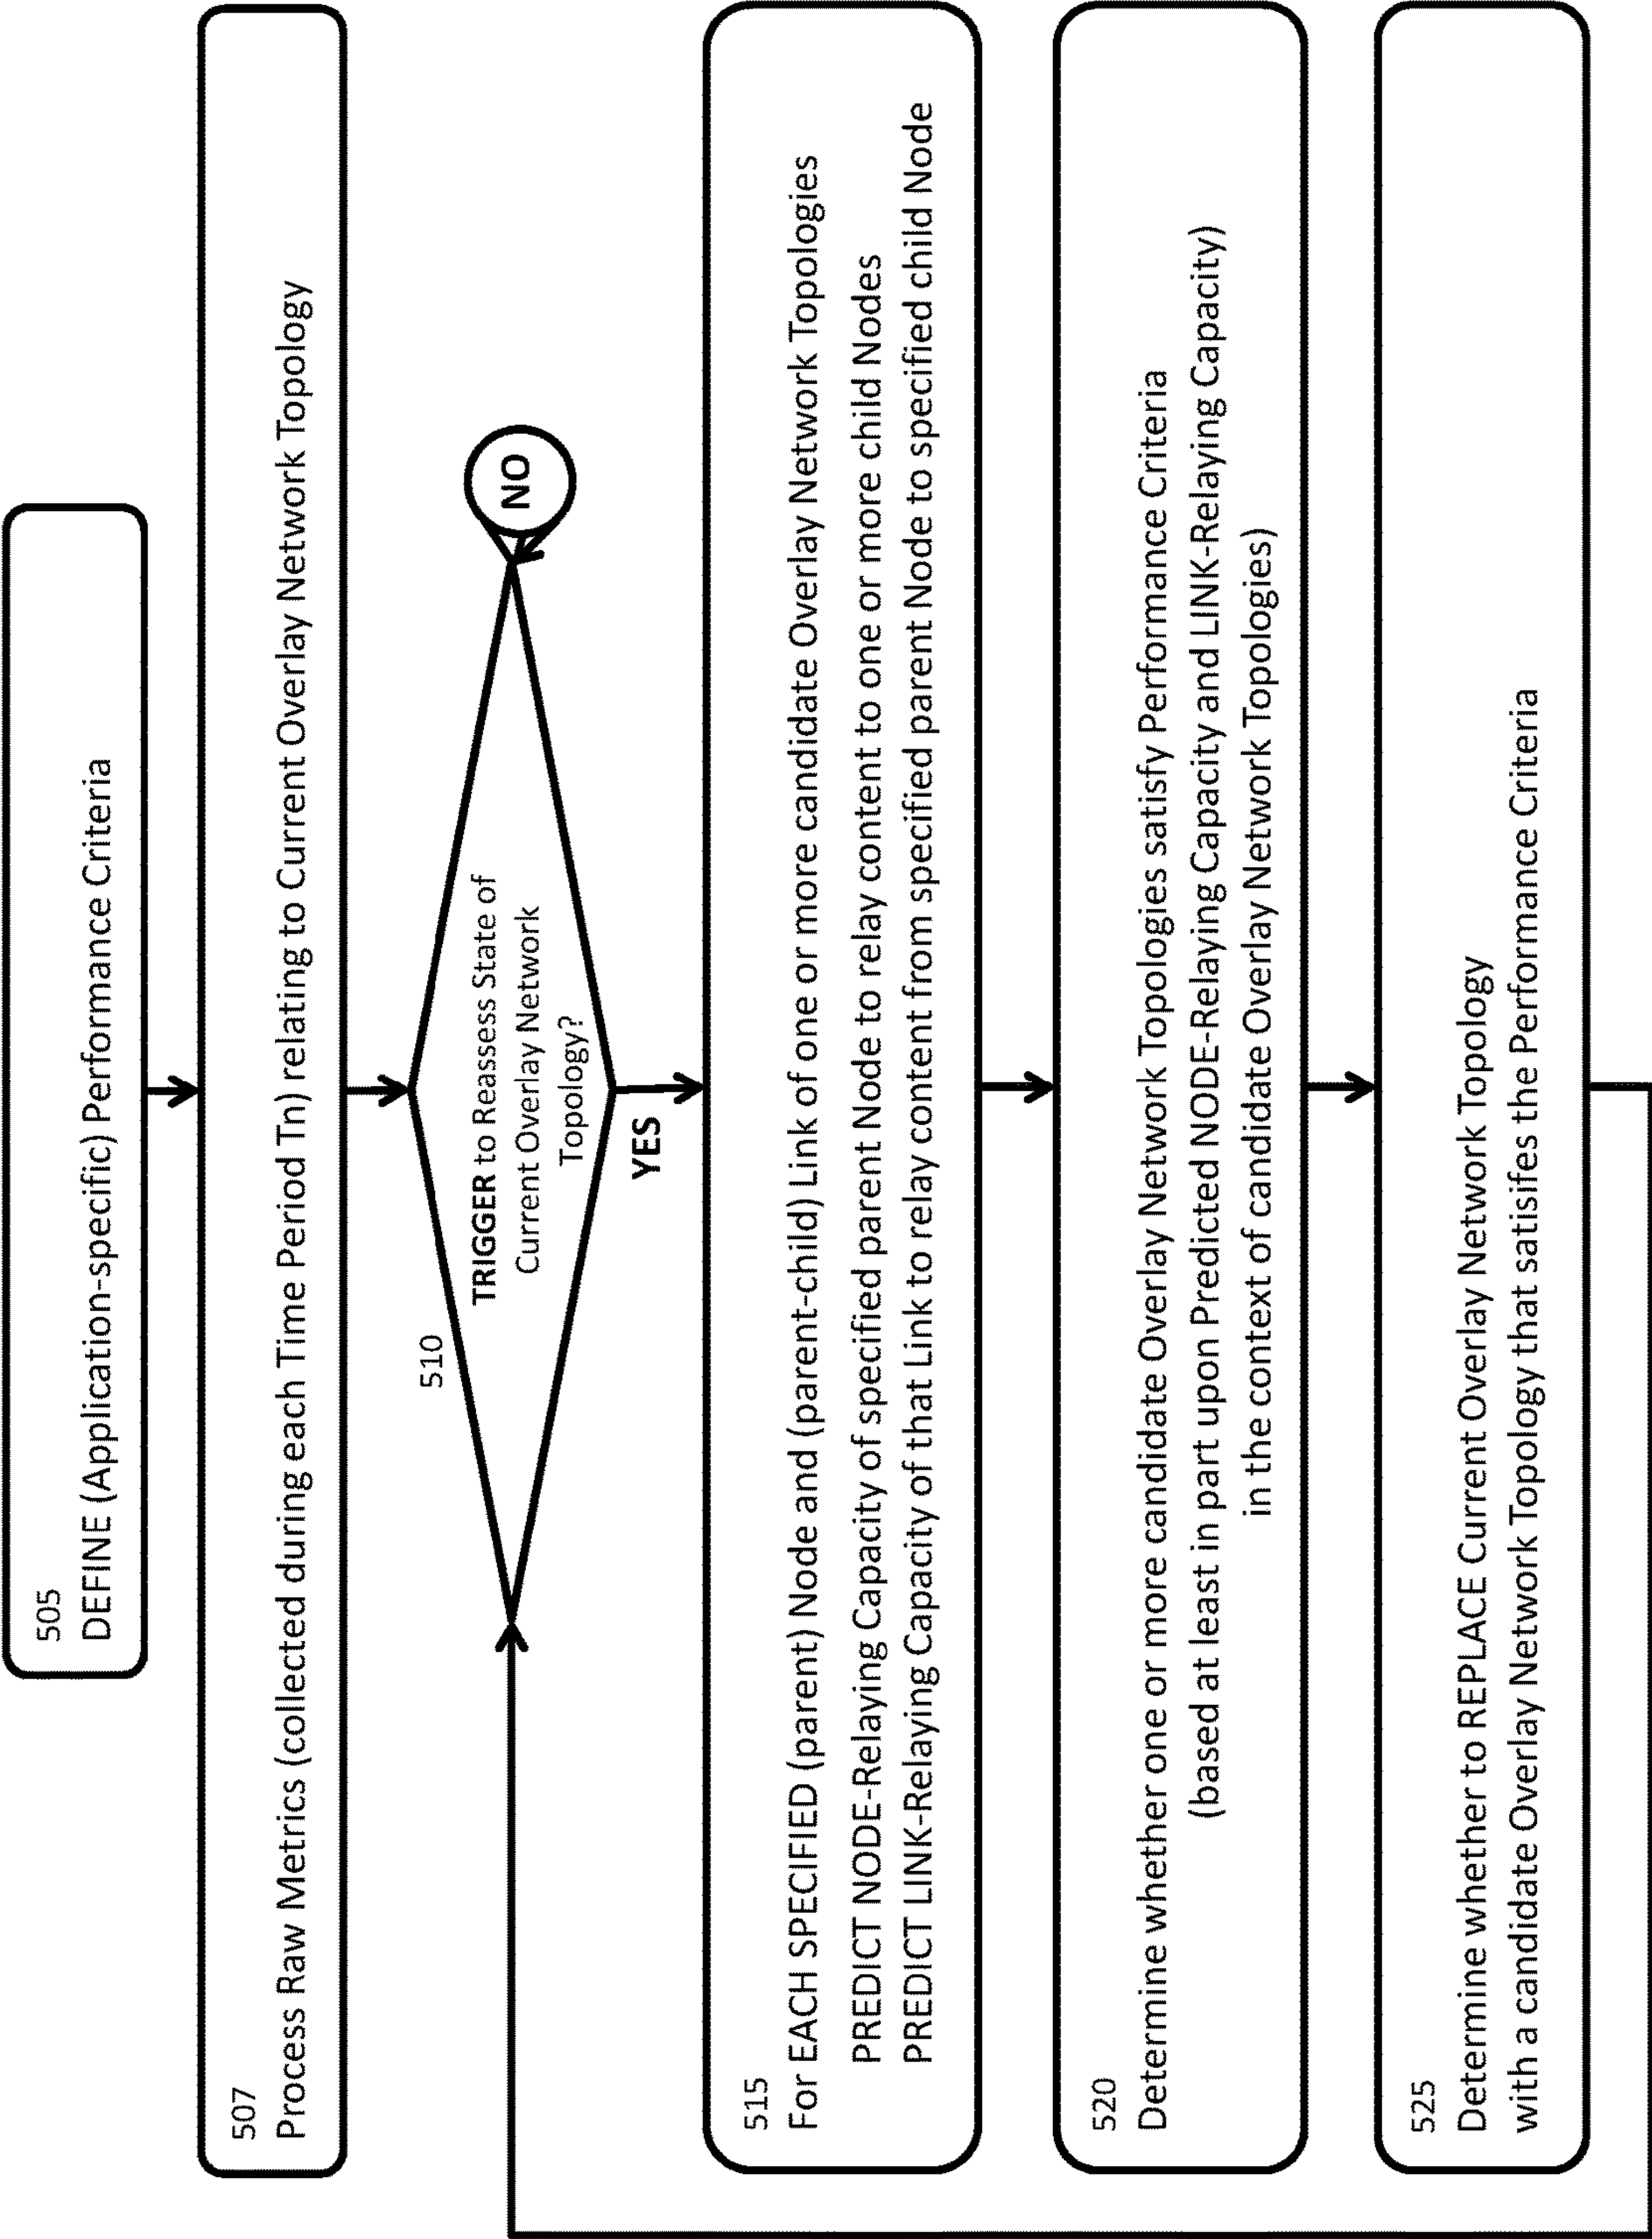 505
DEFINE (Application-specific) Performance Criteria
507
Process Raw Metrics (collected during each Time Period Tn) relating to Current Overlay Network Topology
510
TRIGGER to Reassess State of
Current Overlay Network
Topology?
NO
YES
515
For EACH SPECIFIED (parent) Node and (parent-child) Link of one or more candidate Overlay Network Topologies
PREDICT NODE-Relaying Capacity of specified parent Node to relay content to one or more child Nodes
PREDICT LINK-Relaying Capacity of that Link to relay content from specified parent Node to specified child Node
520
Determine whether one or more candidate Overlay Network Topologies satisfy Performance Criteria
(based at least in part upon Predicted NODE-Relaying Capacity and LINK-Relaying Capacity)
in the context of candidate Overlay Network Topologies)
525
Determine whether to REPLACE Current Overlay Network Topology
with a candidate Overlay Network Topology that satisifes the Performance Criteria